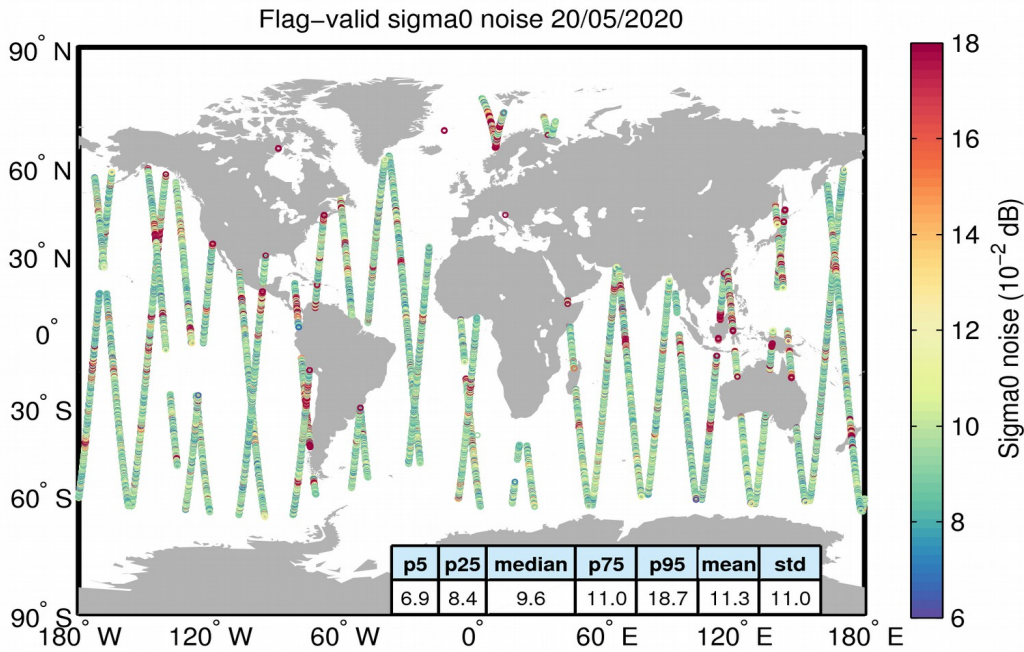 Flag−valid sigma0 noise 20/05/2020
90° N
60° N
30° N
0°
30° S
60° S
90° S
180° W
120° W
60° W
0°
60° E
120° E
180° E
p5 p25 median p75 p95 mean std
6.9 8.4 9.6 11.0 18.7 11.3 11.0
18
16
14
12
10
8
6
Sigma0 noise (10⁻² dB)